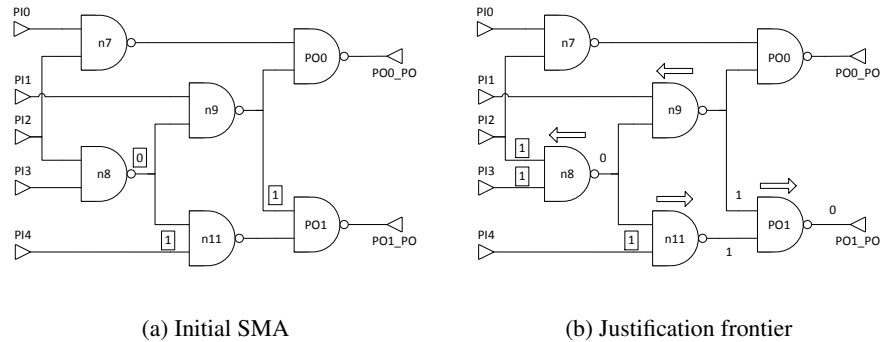 PI0
n7
PO0
PO0_PO
PI1
n9
PI2
0
PI3
n8
1
PO1
PO1_PO
PI4
1
n11
(a) Initial SMA
PI0
n7
PO0
PO0_PO
PI1
n9
PI2
1
PI3
1
n8
0
1
PO1
0
PO1_PO
PI4
1
n11
1
(b) Justification frontier